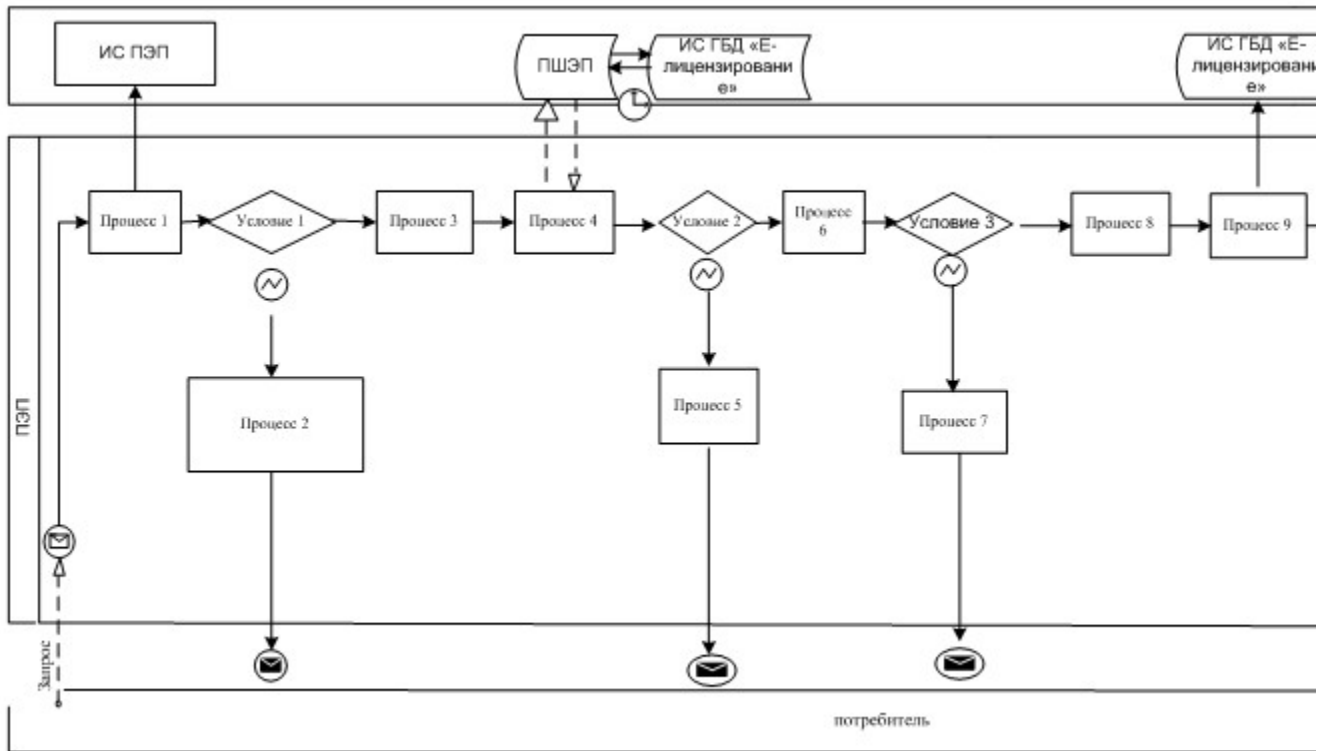 ИС ПЭП
ПШЭП
ИС ГБД «Е-
лицензировани
е»
ИС ГБД «Е-
лицензировани
е»
Процесс 1
Условие 1
Процесс 3
Процесс 4
Условие 2
Процесс
6
Условие 3
Процесс 8
Процесс 9
Процесс 2
Процесс 5
Процесс 7
ПЭП
Запрос
потребитель